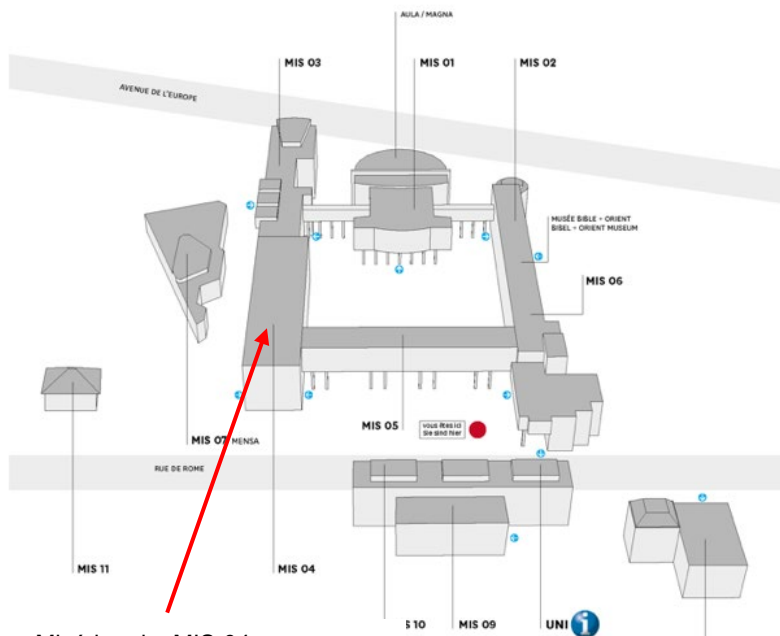 AULA / MAGNA
MIS 03
MIS 01
MIS 02
AVENUE DE L'EUROPE
MUSÉE BIBLE + ORIENT
BIBEL + ORIENT MUSEUM
MIS 06
MIS 05
vous êtes ici
Sie sind hier
MIS 07 MENSA
RUE DE ROME
MIS 11
MIS 04
10
MIS 09
UNI i
MIS